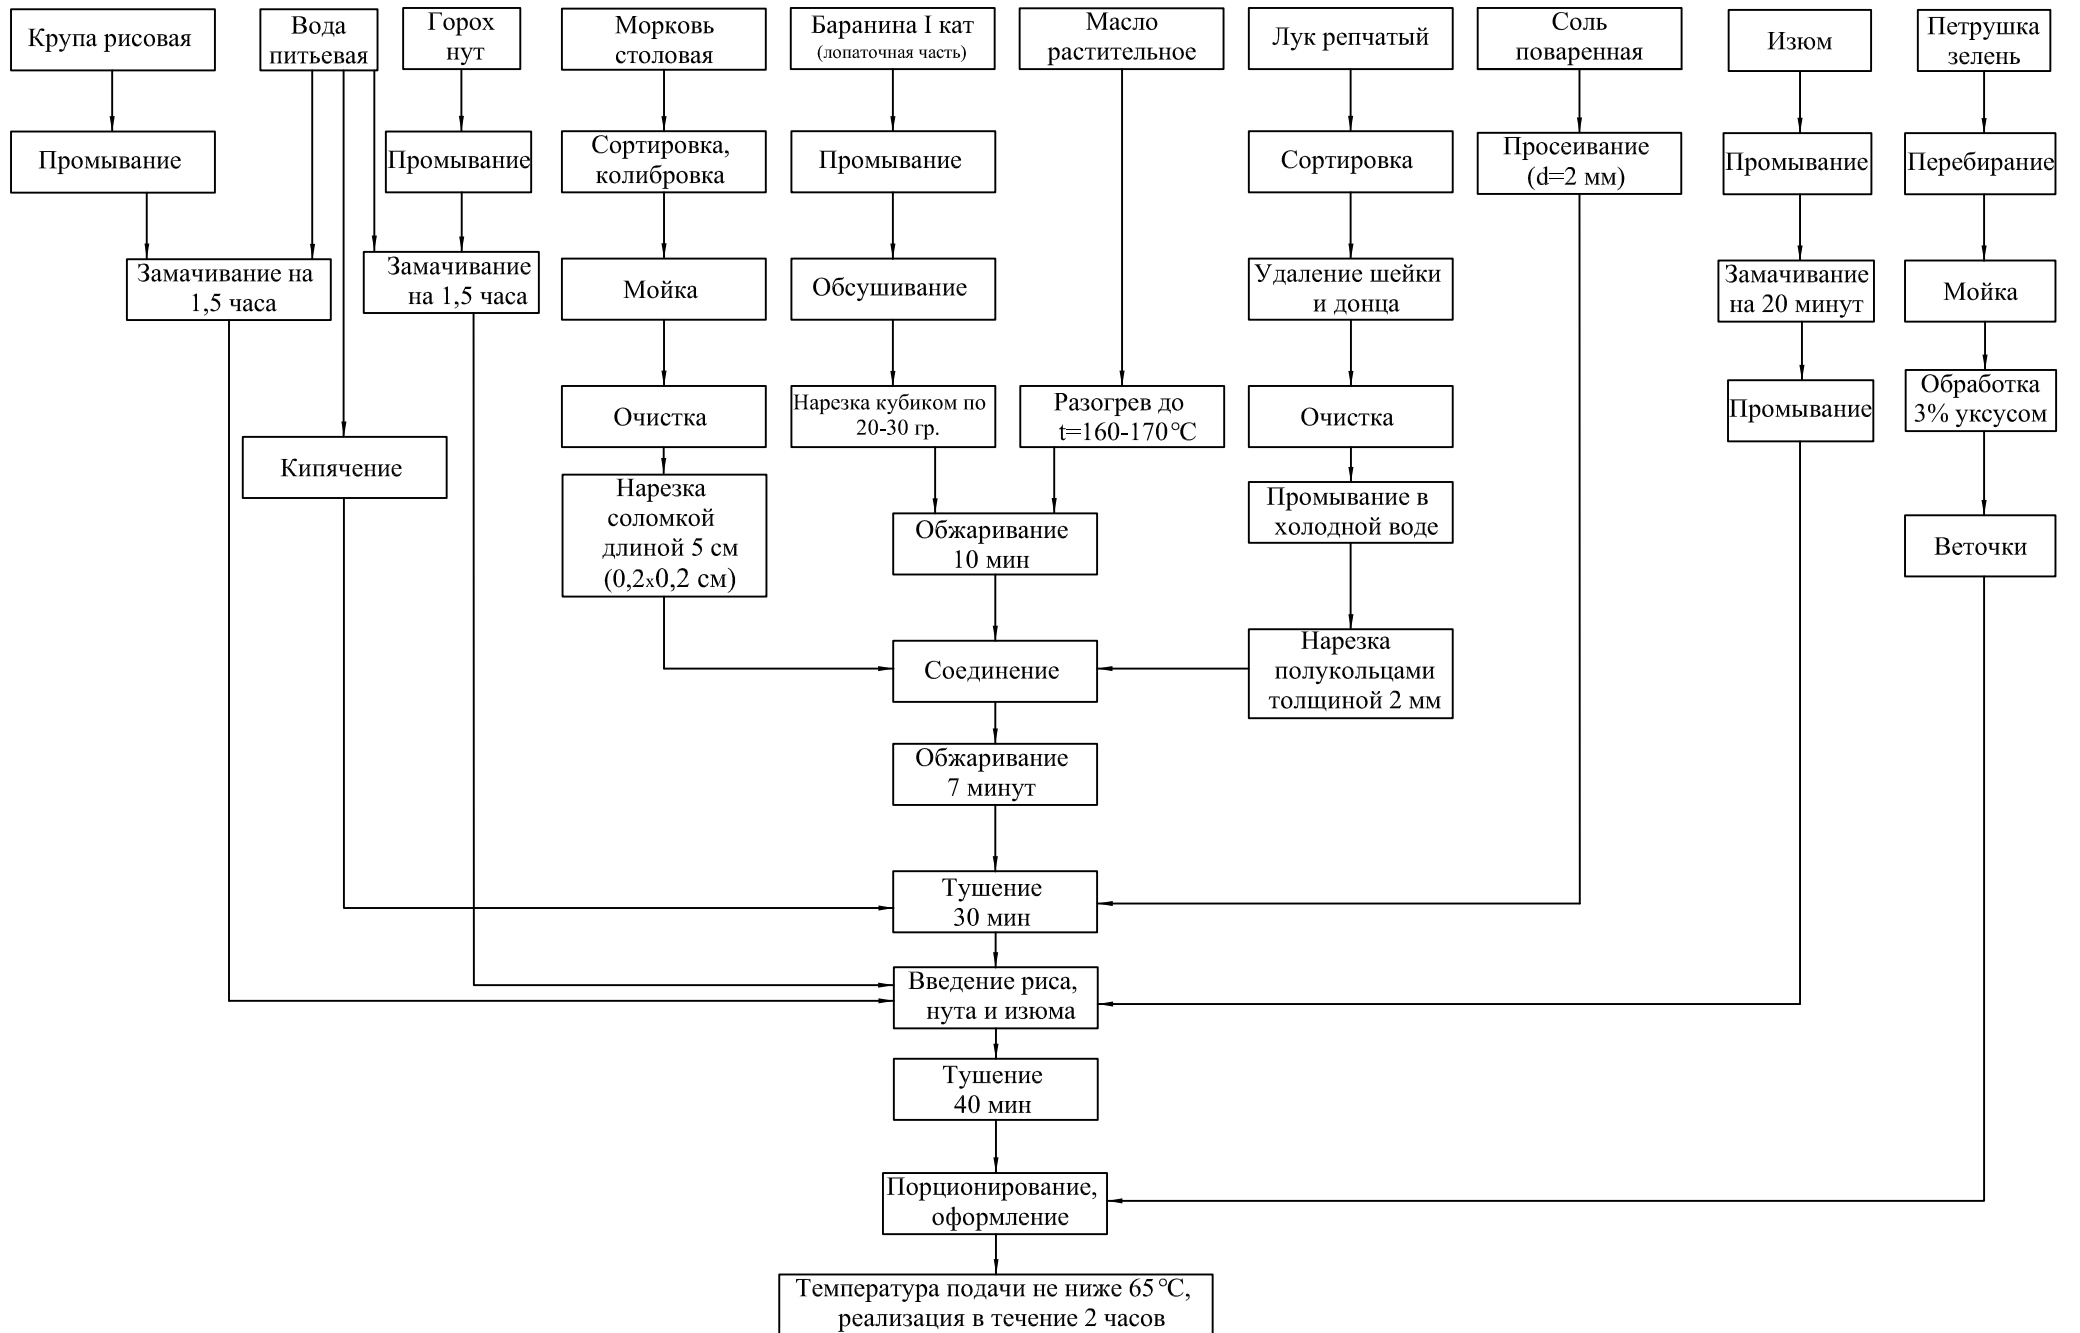 Крупа рисовая
Вода
питьевая
Горох
нут
Морковь
столовая
Баранина I кат
(лопаточная часть)
Масло
растительное
Лук репчатый
Соль
поваренная
Изюм
Петрушка
зелень
Промывание
Промывание
Сортировка,
колибровка
Промывание
Сортировка
Просеивание
(d=2 мм)
Промывание
Перебирание
Замачивание на
1,5 часа
Замачивание
на 1,5 часа
Мойка
Обсушивание
Удаление шейки
и донца
Замачивание
на 20 минут
Мойка
Очистка
Нарезка кубиком по
20-30 гр.
Разогрев до
t=160-170°C
Очистка
Промывание
Обработка
3% уксусом
Кипячение
Нарезка
соломкой
длиной 5 см
(0,2х0,2 см)
Обжаривание
10 мин
Промывание в
холодной воде
Веточки
Соединение
Нарезка
полукольцами
толщиной 2 мм
Обжаривание
7 минут
Тушение
30 мин
Введение риса,
нута и изюма
Тушение
40 мин
Порционирование,
оформление
Температура подачи не ниже 65°C,
реализация в течение 2 часов